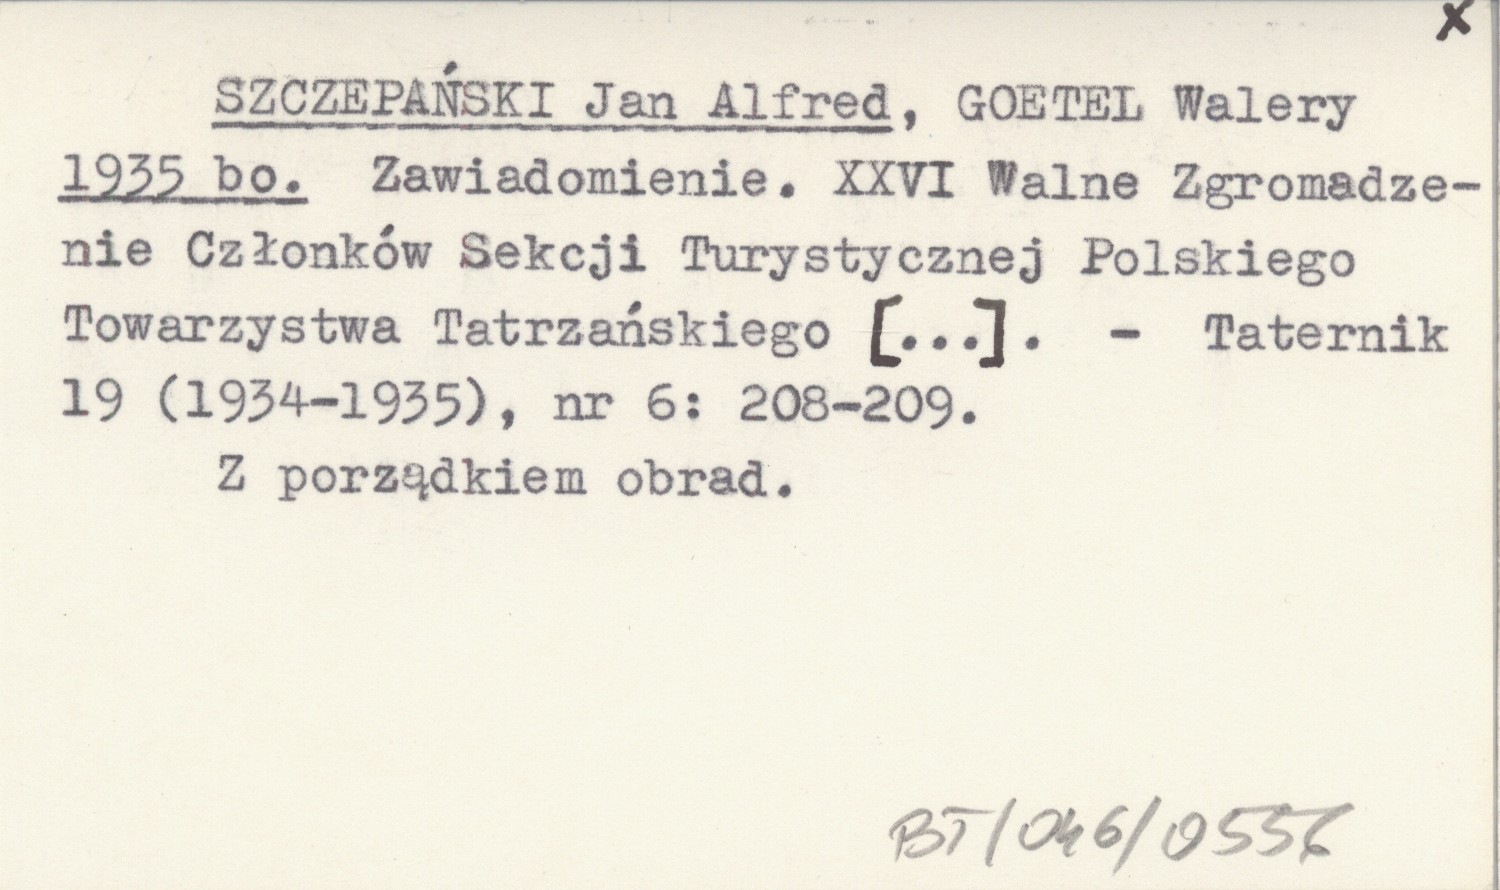 x
SZCZEPAŃSKI Jan Alfred, GOETEL Walery
1935 bo. Zawiadomienie. XXVI Walne Zgromadze-
nie Członków Sekcji Turystycznej Polskiego
Towarzystwa Tatrzańskiego [...]. - Taternik
19 (1934-1935), nr 6: 208-209.
Z porządkiem obrad.
BT/046/0556